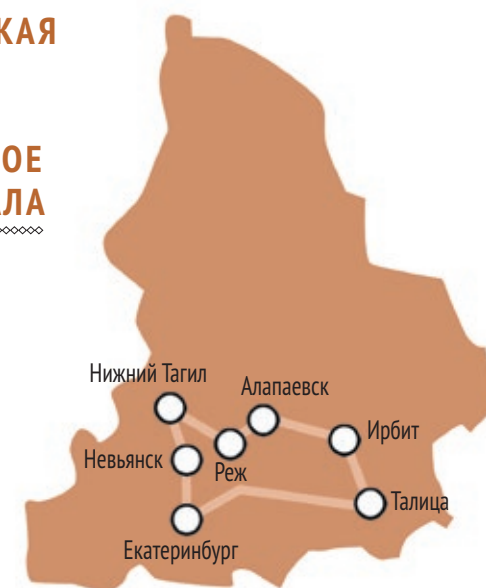 КАЯ
ОЕ
ЛА
Нижний Тагил
Алапаевск
Ирбит
Невьянск
Реж
Талица
Екатеринбург